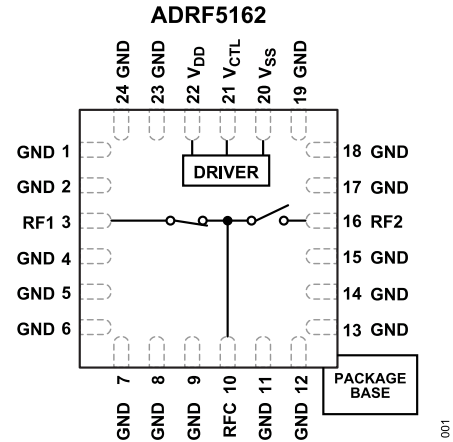 ADRF5162
24 GND
23 GND
22 VDD
21 VCTL
20 VSS
19 GND
GND 1
GND 2
RF1 3
GND 4
GND 5
GND 6
DRIVER
18 GND
17 GND
16 RF2
15 GND
14 GND
13 GND
GND 7
GND 8
GND 9
RFC 10
GND 11
GND 12
PACKAGE
BASE
001